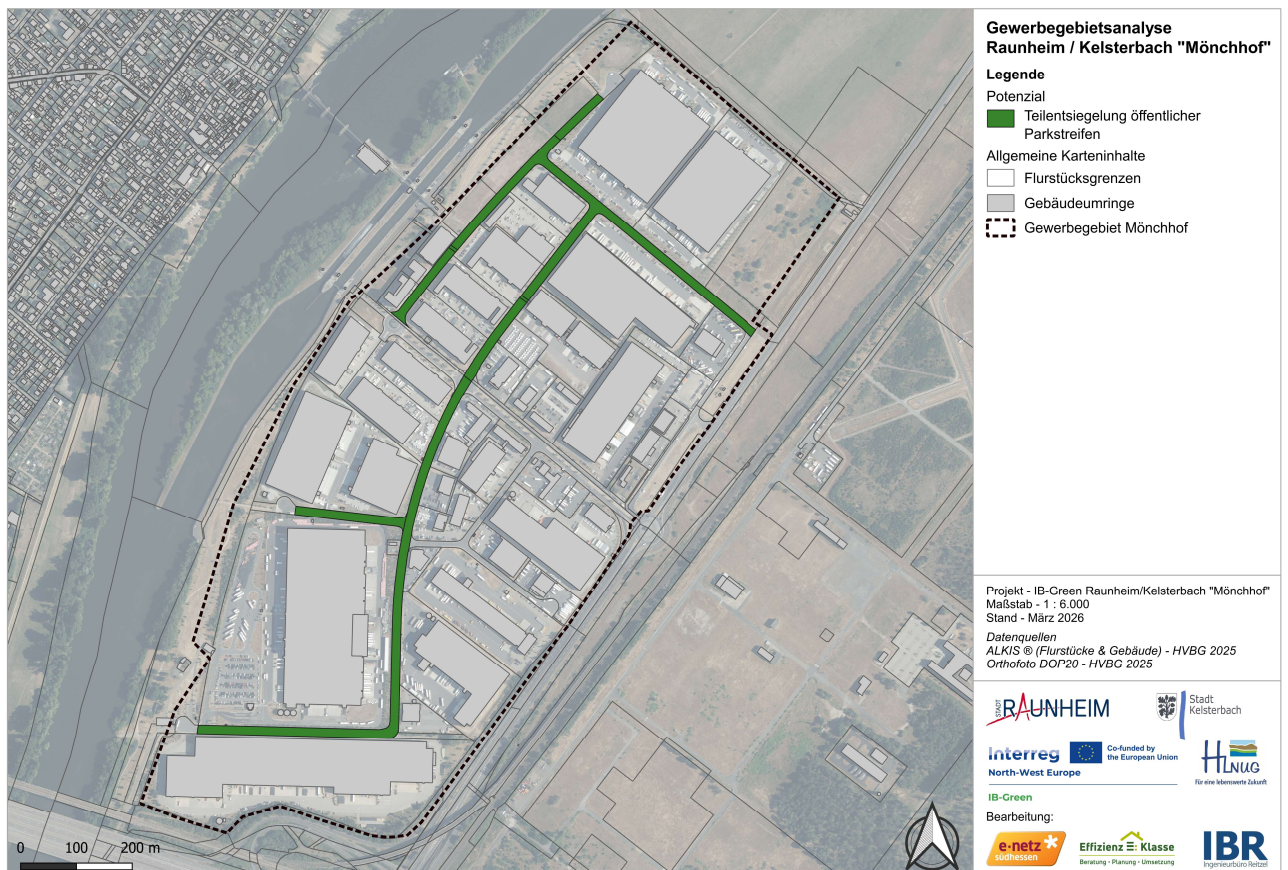 Gewerbegebietsanalyse
Raunheim / Kelsterbach "Mönchhof"
Legende
Potenzial
Teilentsiegelung öffentlicher
Parkstreifen
Allgemeine Karteninhalte
Flurstücksgrenzen
Gebäudeumringe
Gewerbegebiet Mönchhof
Projekt - IB-Green Raunheim/Kelsterbach "Mönchhof"
Maßstab - 1 : 6.000
Stand - März 2026
Datenquellen
ALKIS ® (Flurstücke & Gebäude) - HVBG 2025
Orthofoto DOP20 - HVBG 2025
STADT RAUNHEIM
Stadt
Kelsterbach
Interreg
Co-funded by
the European Union
North-West Europe
IB-Green
HLNUG
Für eine lebenswerte Zukunft
Bearbeitung:
e-netz
südhessen
Effizienz Klasse
Beratung • Planung • Umsetzung
IBR
Ingenieurbüro Reitzel
0 100 200 m